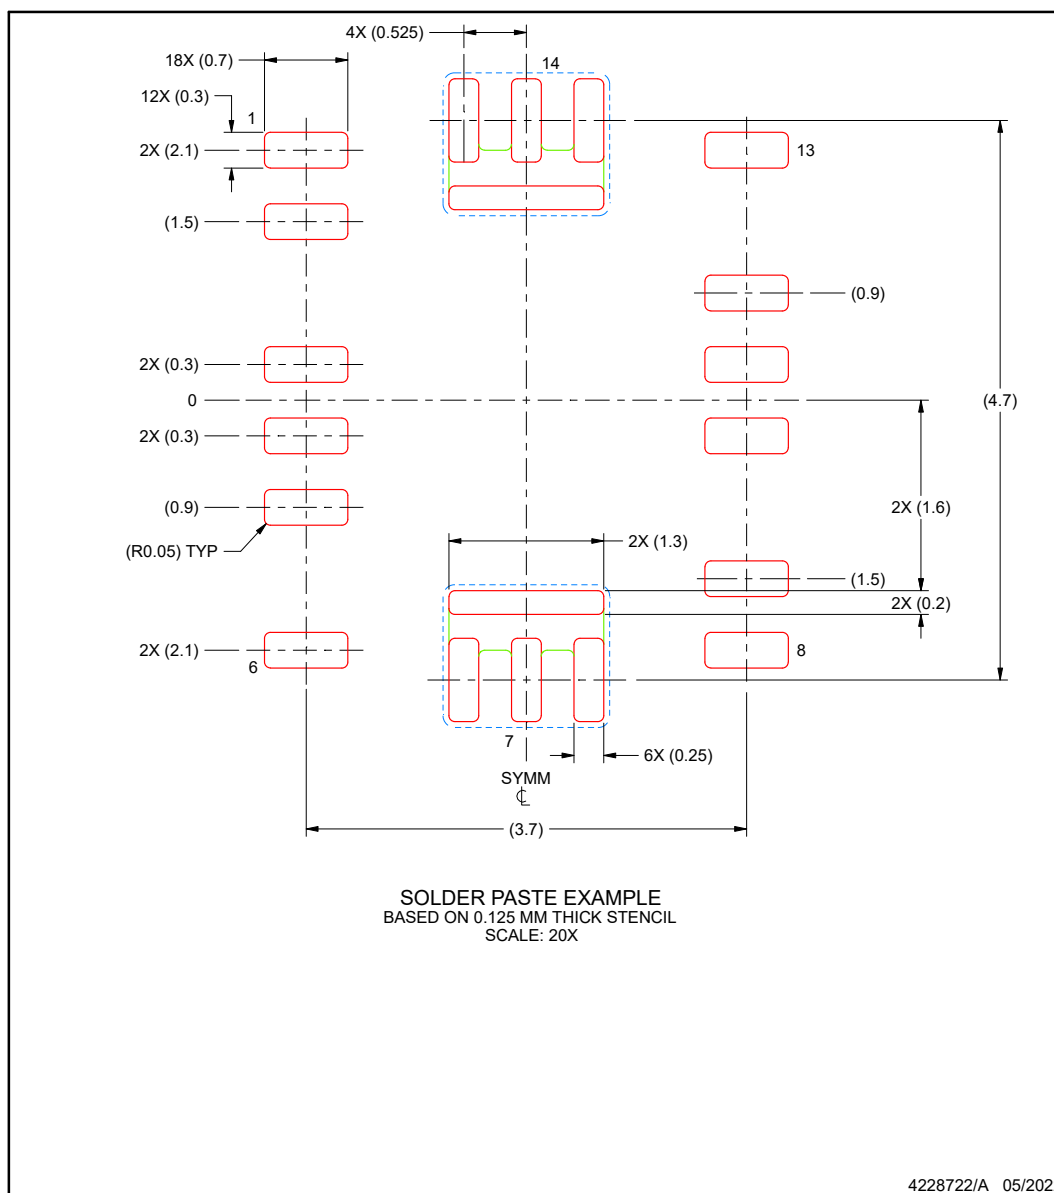 4X (0.525)
18X (0.7)
14
12X (0.3)
1
2X (2.1)
13
(1.5)
(0.9)
2X (0.3)
0
(4.7)
2X (0.3)
(0.9)
2X (1.6)
(R0.05) TYP
2X (1.3)
(1.5)
2X (0.2)
2X (2.1)
6
8
7
6X (0.25)
SYMM
℄
(3.7)
SOLDER PASTE EXAMPLE
BASED ON 0.125 MM THICK STENCIL
SCALE: 20X
4228722/A 05/202